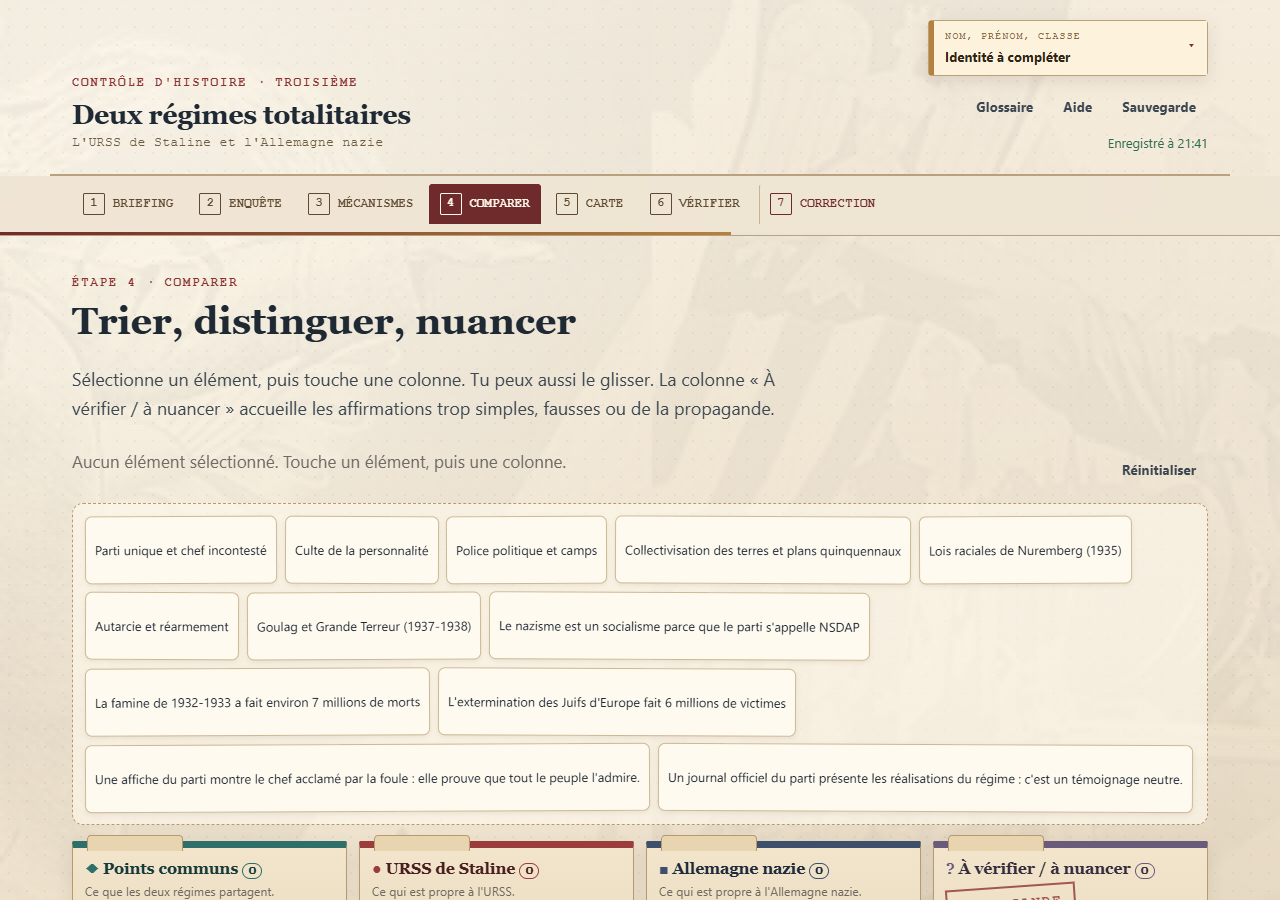 NOM, PRÉNOM, CLASSE
Identité à compléter
CONTRÔLE D'HISTOIRE · TROISIÈME
Deux régimes totalitaires
L'URSS de Staline et l'Allemagne nazie
Glossaire Aide Sauvegarde
Enregistré à 21:41
1 BRIEFING 2 ENQUÊTE 3 MÉCANISMES 4 COMPARER 5 CARTE 6 VÉRIFIER 7 CORRECTION
ÉTAPE 4 · COMPARER
Trier, distinguer, nuancer
Sélectionne un élément, puis touche une colonne. Tu peux aussi le glisser. La colonne « À
vérifier / à nuancer » accueille les affirmations trop simples, fausses ou de la propagande.
Aucun élément sélectionné. Touche un élément, puis une colonne.
Réinitialiser
Parti unique et chef incontesté Culte de la personnalité Police politique et camps Collectivisation des terres et plans quinquennaux Lois raciales de Nuremberg (1935)
Autarcie et réarmement Goulag et Grande Terreur (1937-1938) Le nazisme est un socialisme parce que le parti s'appelle NSDAP
La famine de 1932-1933 a fait environ 7 millions de morts L'extermination des Juifs d'Europe fait 6 millions de victimes
Une affiche du parti montre le chef acclamé par la foule : elle prouve que tout le peuple l'admire. Un journal officiel du parti présente les réalisations du régime : c'est un témoignage neutre.
Points communs 0 URSS de Staline 0 Allemagne nazie 0 ? À vérifier / à nuancer 0
Ce que les deux régimes partagent. Ce qui est propre à l'URSS. Ce qui est propre à l'Allemagne nazie.